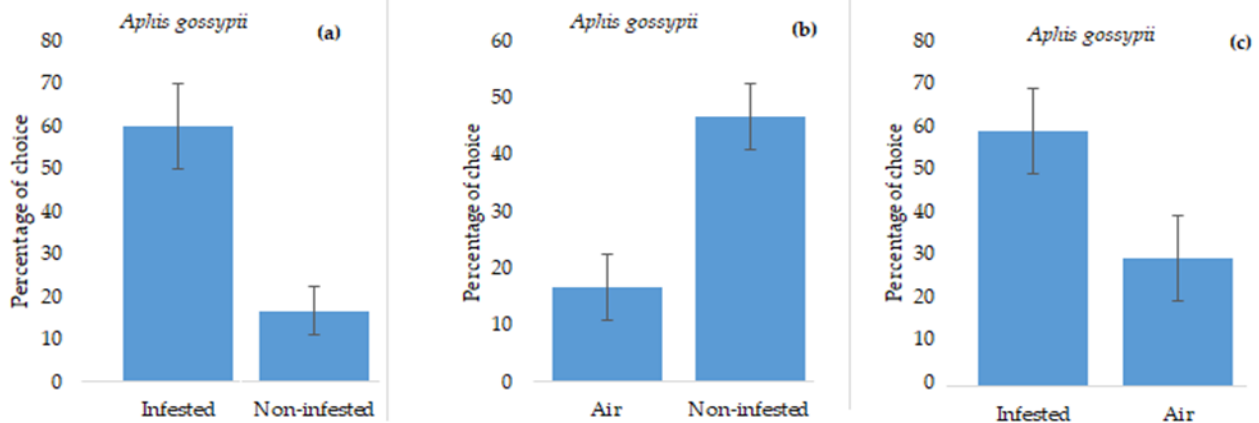 Aphis gossypii
(a)
80
70
60
50
40
30
20
10
0
Percentage of choice
Infested
Non-infested
Aphis gossypii
(b)
60
50
40
30
20
10
0
Percentage of choice
Air
Non-infested
Aphis gossypii
(c)
80
70
60
50
40
30
20
10
0
Percentage of choice
Infested
Air